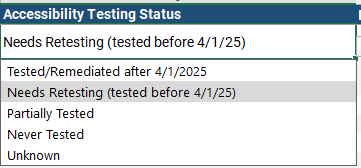 Accessibility Testing Status
Needs Retesting (tested before 4/1/25)
Tested/Remediated after 4/1/2025
Needs Retesting (tested before 4/1/25)
Partially Tested
Never Tested
Unknown